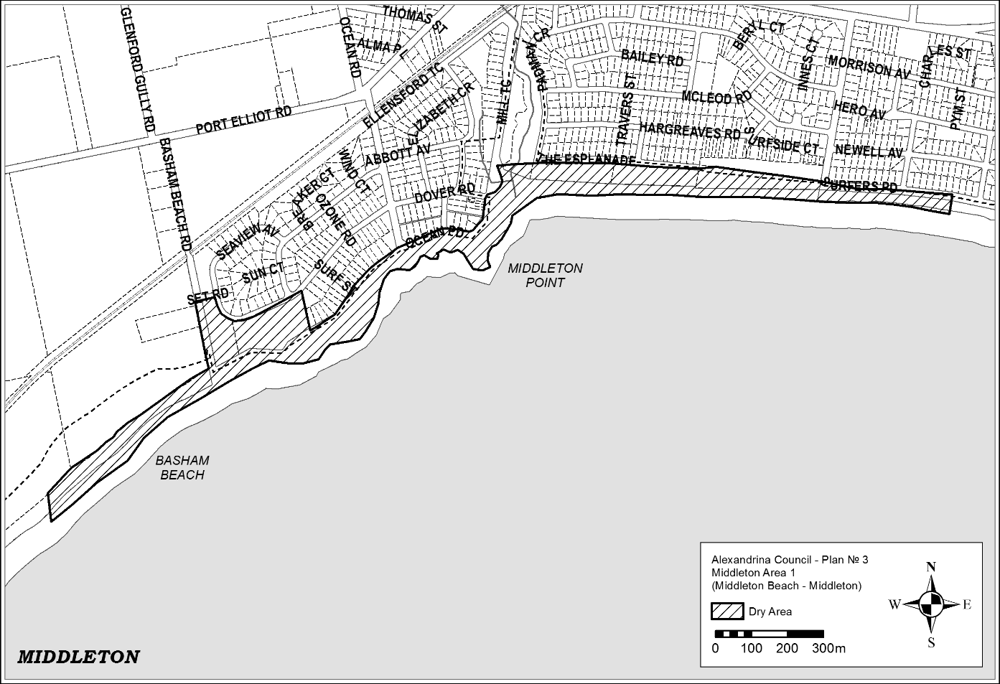 THOMAS ST
GLENFORD GULLY RD
OCEAN RD
ALMA PL
PADMAN CR
BERYL CT
BAILEY RD
INNES CT
MORRISON AV
CHARLES ST
ELLENSFORD TC
ELIZABETH CR
MILL TC
TRAVERS ST
MCLEOD RD
HERO AV
PYM ST
PORT ELLIOT RD
HARGREAVES RD
SURFSIDE CT
NEWELL AV
BASHAM BEACH RD
WIND CT
ABBOTT AV
THE ESPLANADE
BREAKER CT
OZONE RD
DOVER RD
SURFERS RD
SEAVIEW AV
OCEAN PD
SUN CT
SURF ST
SET RD
MIDDLETON
POINT
BASHAM
BEACH
Alexandrina Council - Plan № 3
Middleton Area 1
(Middleton Beach - Middleton)
Dry Area
0 100 200 300m
N
W E
S
MIDDLETON